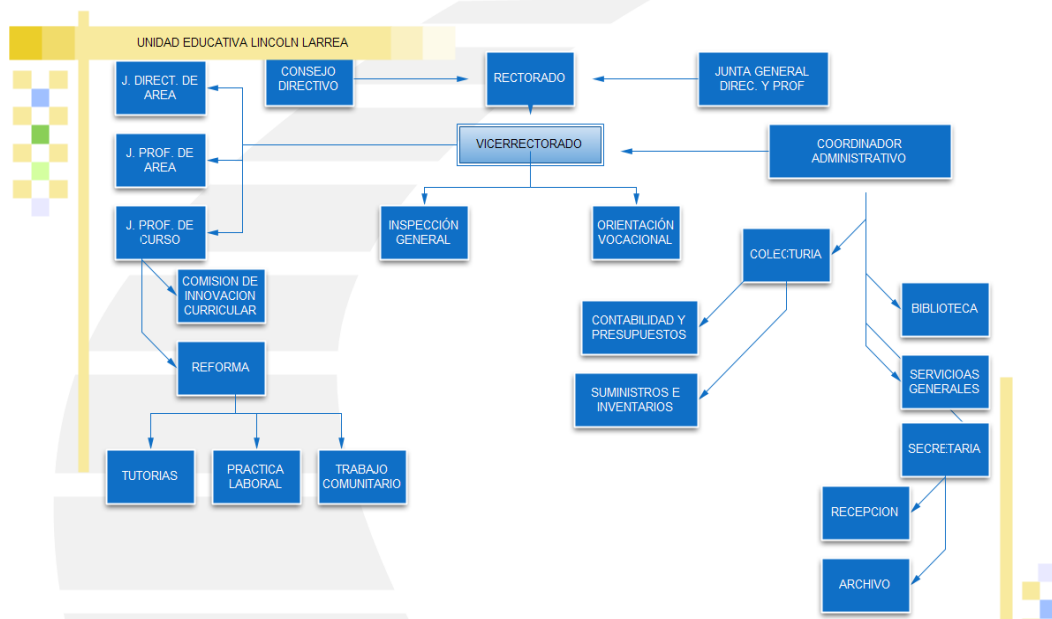 UNIDAD EDUCATIVA LINCOLN LARREA
J. DIRECT. DE
AREA
CONSEJO
DIRECTIVO
RECTORADO
JUNTA GENERAL
DIREC. Y PROF
VICERRECTORADO
COORDINADOR
ADMINISTRATIVO
J. PROF. DE
AREA
J. PROF. DE
CURSO
INSPECCIÓN
GENERAL
ORIENTACIÓN
VOCACIONAL
COLECTURIA
COMISION DE
INNOVACION
CURRICULAR
BIBLIOTECA
CONTABILIDAD Y
PRESUPUESTOS
REFORMA
SERVICIOAS
GENERALES
SUMINISTROS E
INVENTARIOS
SECRETARIA
TUTORIAS
PRACTICA
LABORAL
TRABAJO
COMUNITARIO
RECEPCION
ARCHIVO